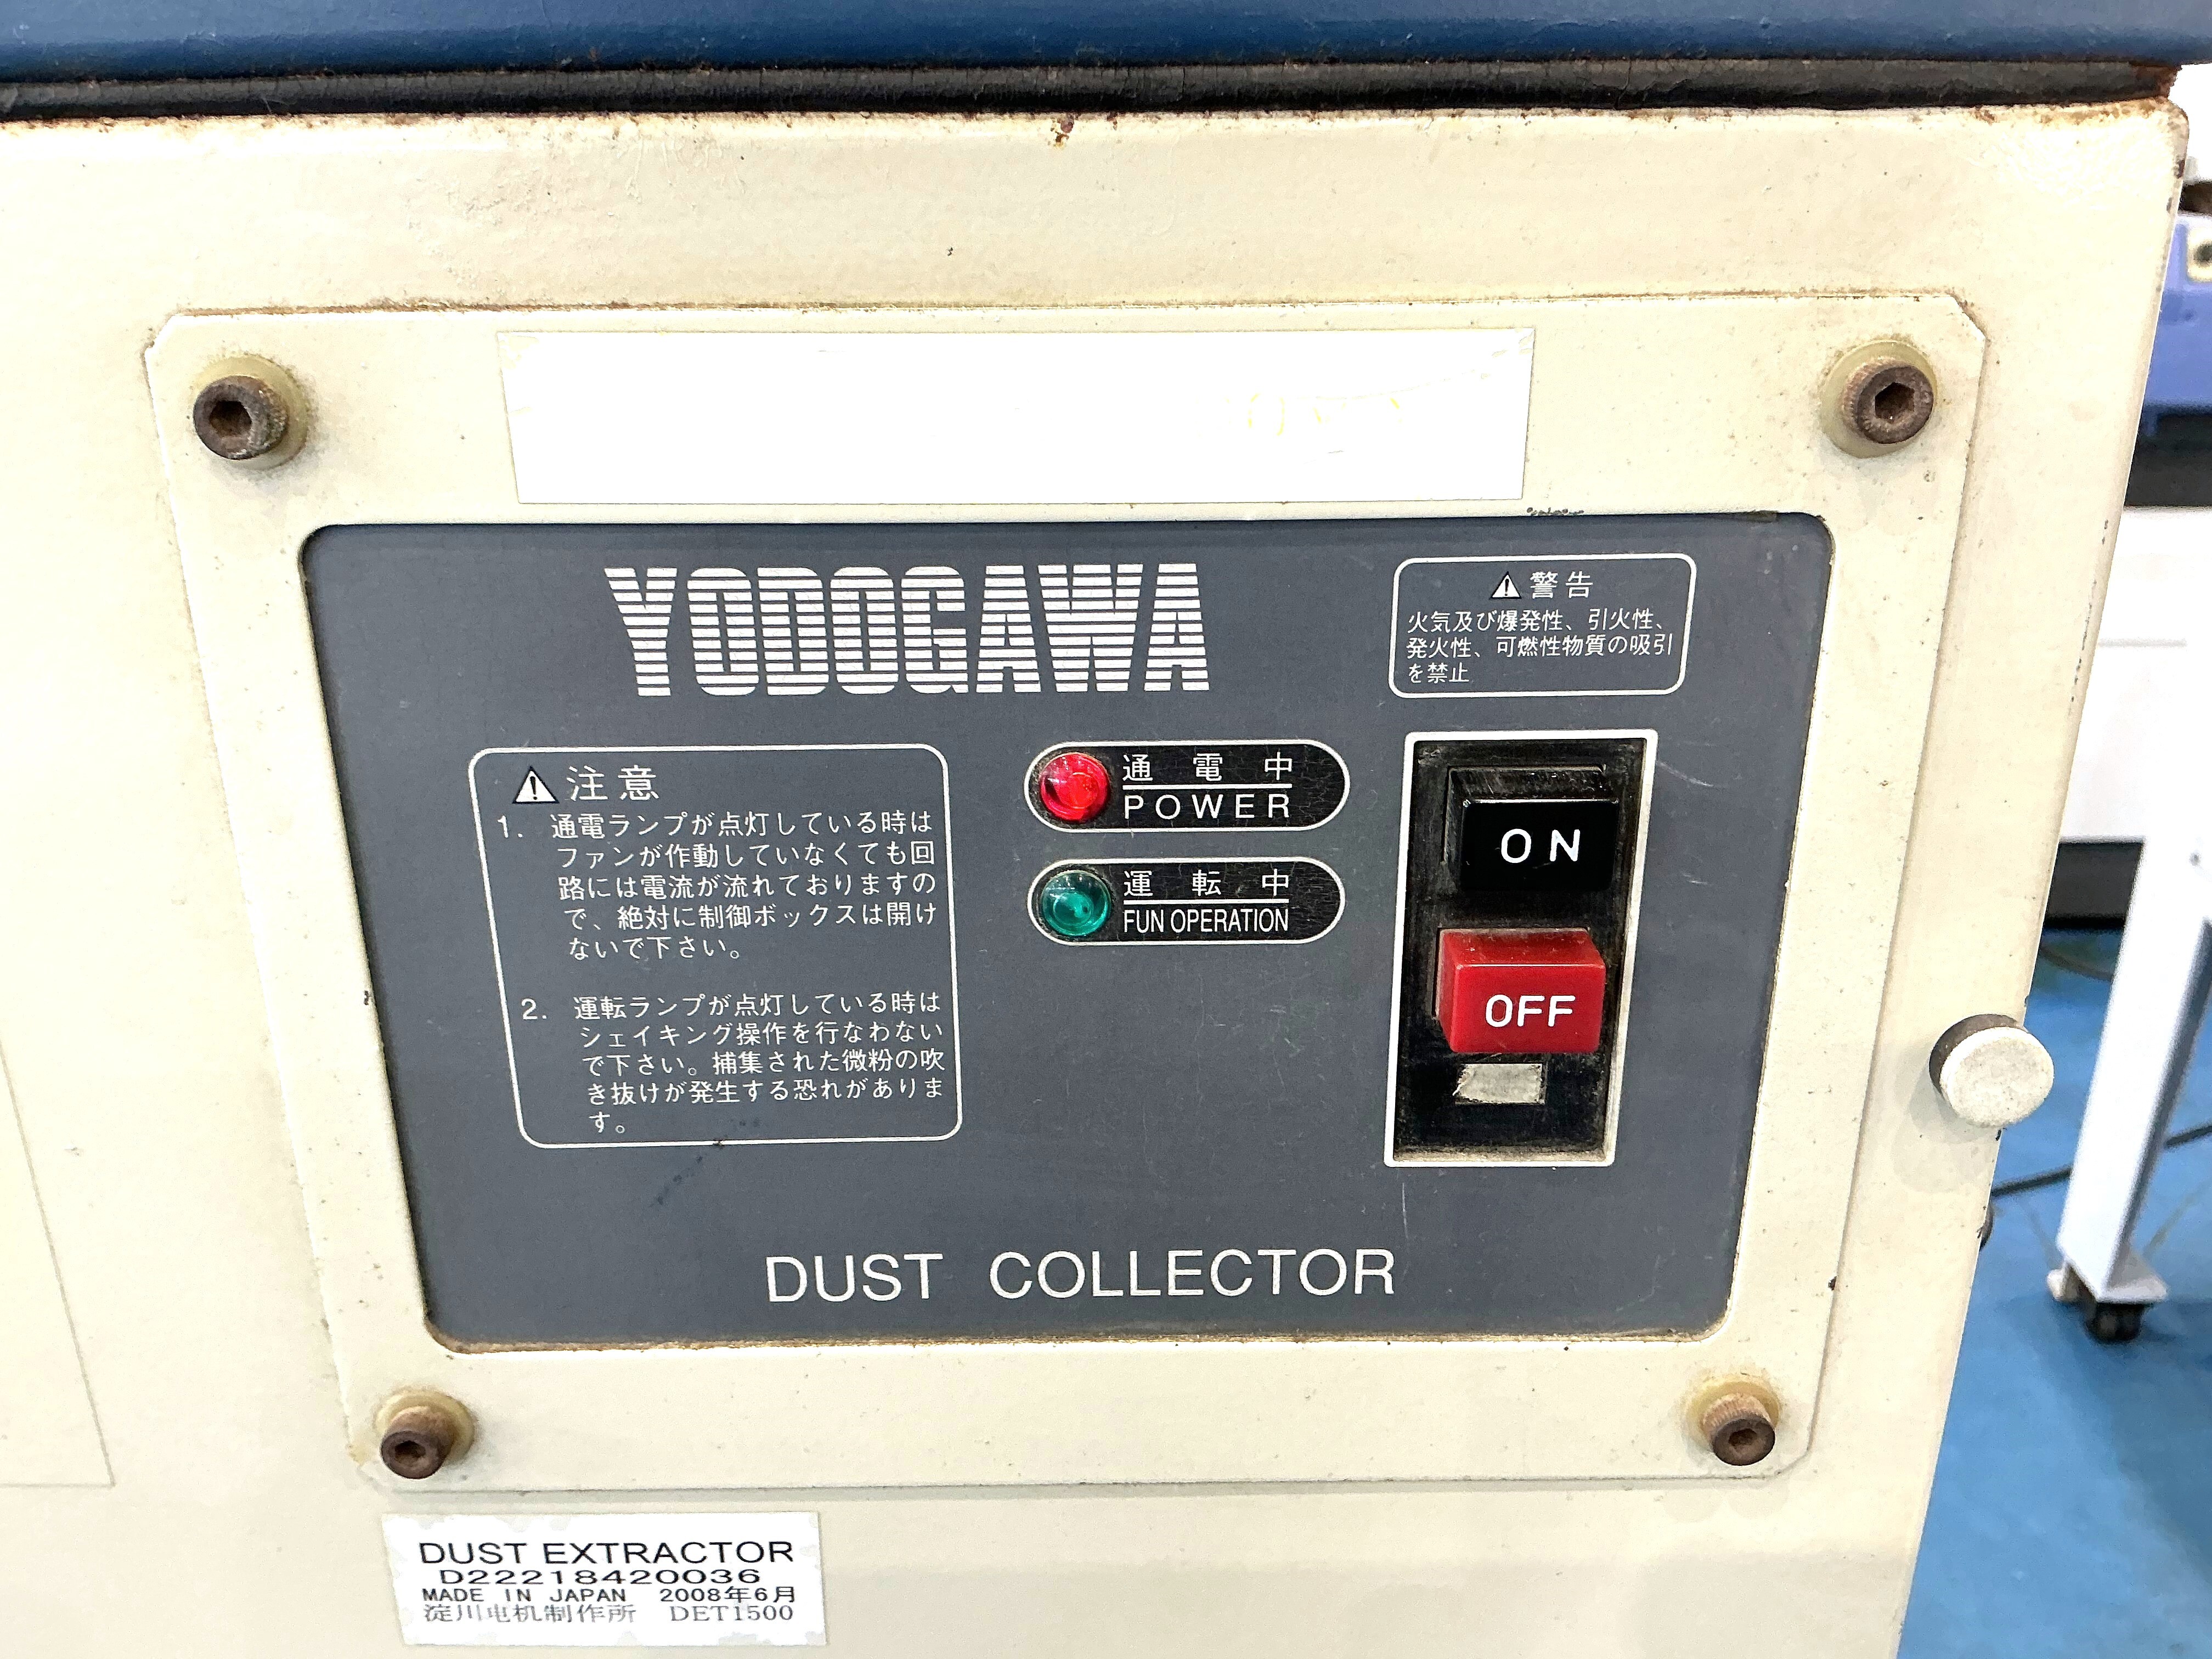 YODOGAWA
警告
火気及び爆発性、引火性、
発火性、可燃性物質の吸引
を禁止
注意
1. 通電ランプが点灯している時は
ファンが作動していなくても回
路には電流が流れておりますの
で、絶対に制御ボックスは開け
ないで下さい。
2. 運転ランプが点灯している時は
シェイキング操作を行なわない
で下さい。捕集された微粉の吹
き抜けが発生する恐れがありま
す。
通電中
POWER
運転中
FUN OPERATION
ON
OFF
DUST COLLECTOR
DUST EXTRACTOR
D22218420036
MADE IN JAPAN 2008年6月
淀川电机制作所 DET1500